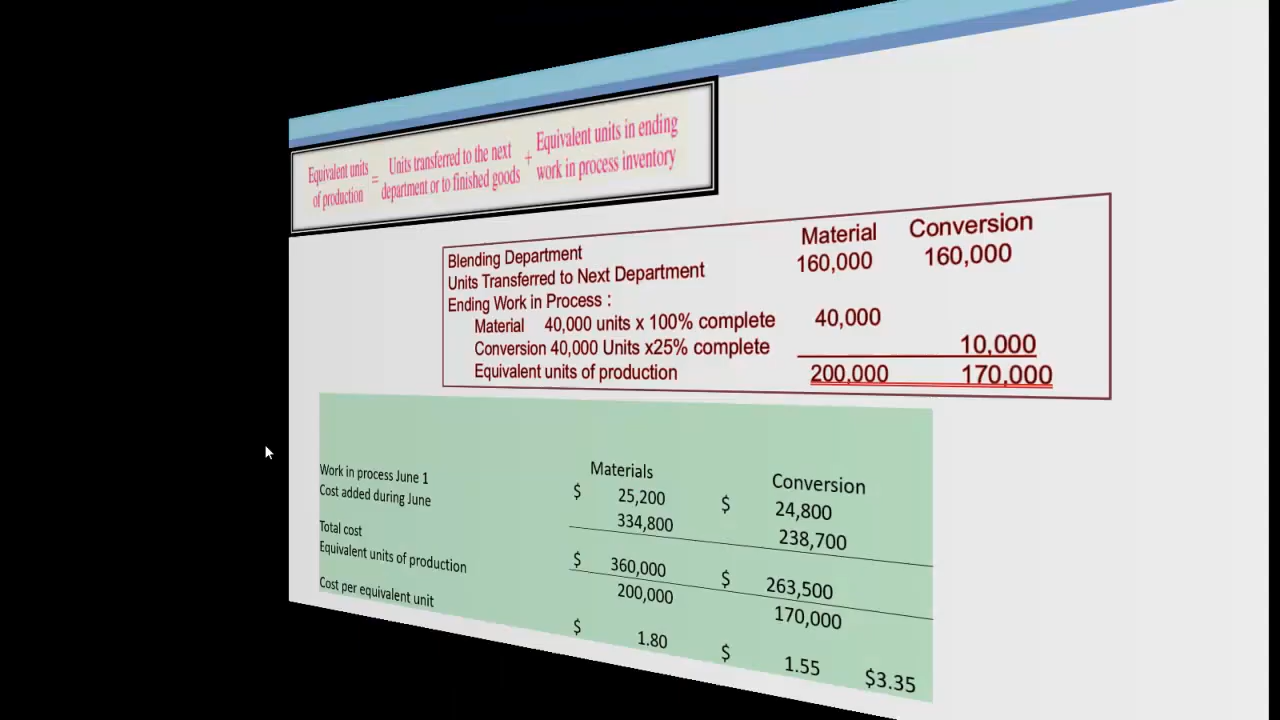 Equivalent units of production = Units transferred to the next department or to finished goods + Equivalent units in ending work in process inventory
Material Conversion
Blending Department
Units Transferred to Next Department 160,000 160,000
Ending Work in Process :
Material 40,000 units x 100% complete 40,000
Conversion 40,000 Units x25% complete 10,000
Equivalent units of production 200,000 170,000
Materials Conversion
Work in process June 1 $ 25,200 $ 24,800
Cost added during June 334,800 238,700
Total cost $ 360,000 $ 263,500
Equivalent units of production 200,000 170,000
Cost per equivalent unit $ 1.80 $ 1.55 $3.35